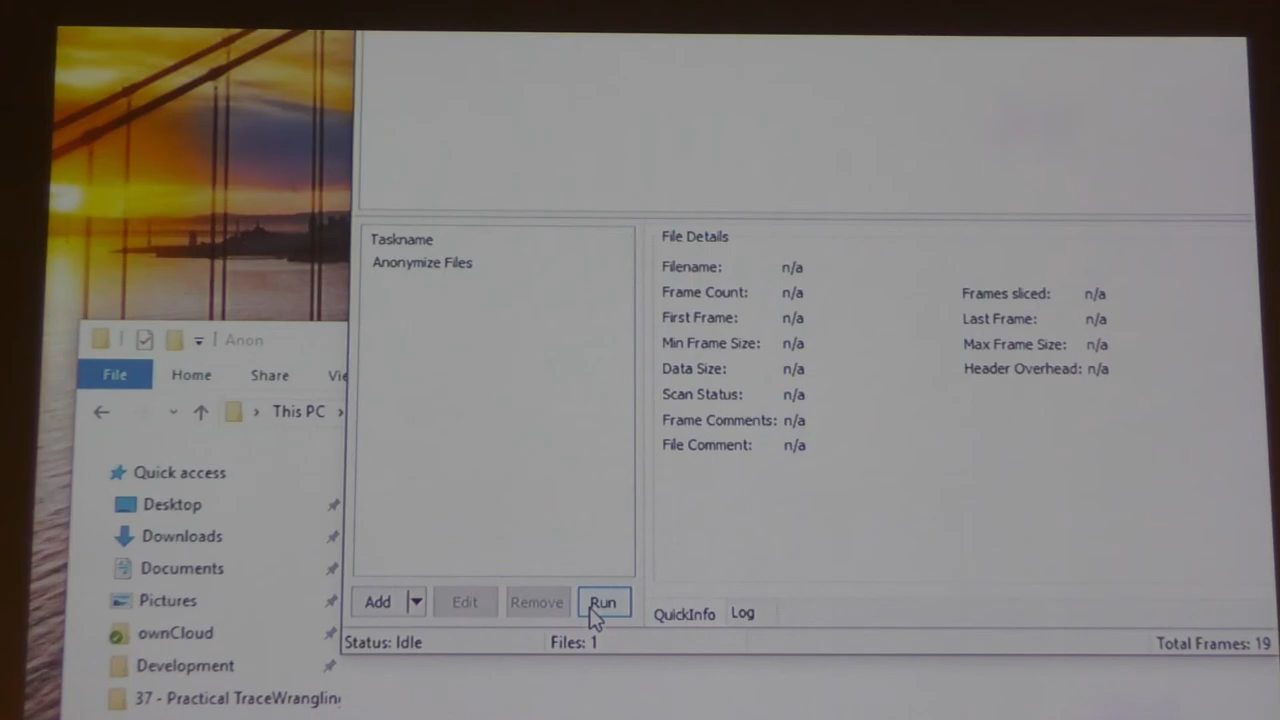 Taskname
Anonymize Files
File Details
Filename: n/a
Frame Count: n/a
First Frame: n/a
Min Frame Size: n/a
Data Size: n/a
Scan Status: n/a
Frame Comments: n/a
File Comment: n/a
Frames sliced: n/a
Last Frame: n/a
Max Frame Size: n/a
Header Overhead: n/a
Add
Edit
Remove
Run
QuickInfo
Log
Status: Idle
Files: 1
Total Frames: 19
Anon
File
Home
Share
Vie
This PC
Quick access
Desktop
Downloads
Documents
Pictures
ownCloud
Development
37 - Practical TraceWrangling